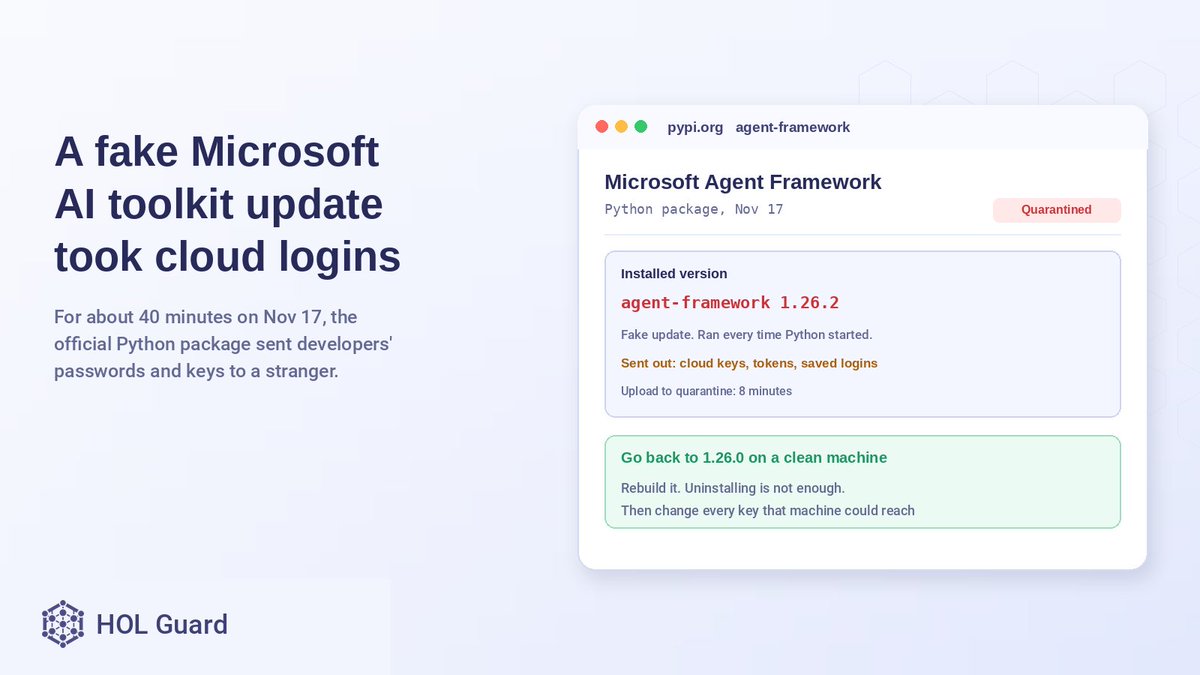 A fake Microsoft
AI toolkit update
took cloud logins
For about 40 minutes on Nov 17, the
official Python package sent developers'
passwords and keys to a stranger.
HOL Guard
pypi.org agent-framework
Microsoft Agent Framework
Python package, Nov 17
Quarantined
Installed version
agent-framework 1.26.2
Fake update. Ran every time Python started.
Sent out: cloud keys, tokens, saved logins
Upload to quarantine: 8 minutes
Go back to 1.26.0 on a clean machine
Rebuild it. Uninstalling is not enough.
Then change every key that machine could reach